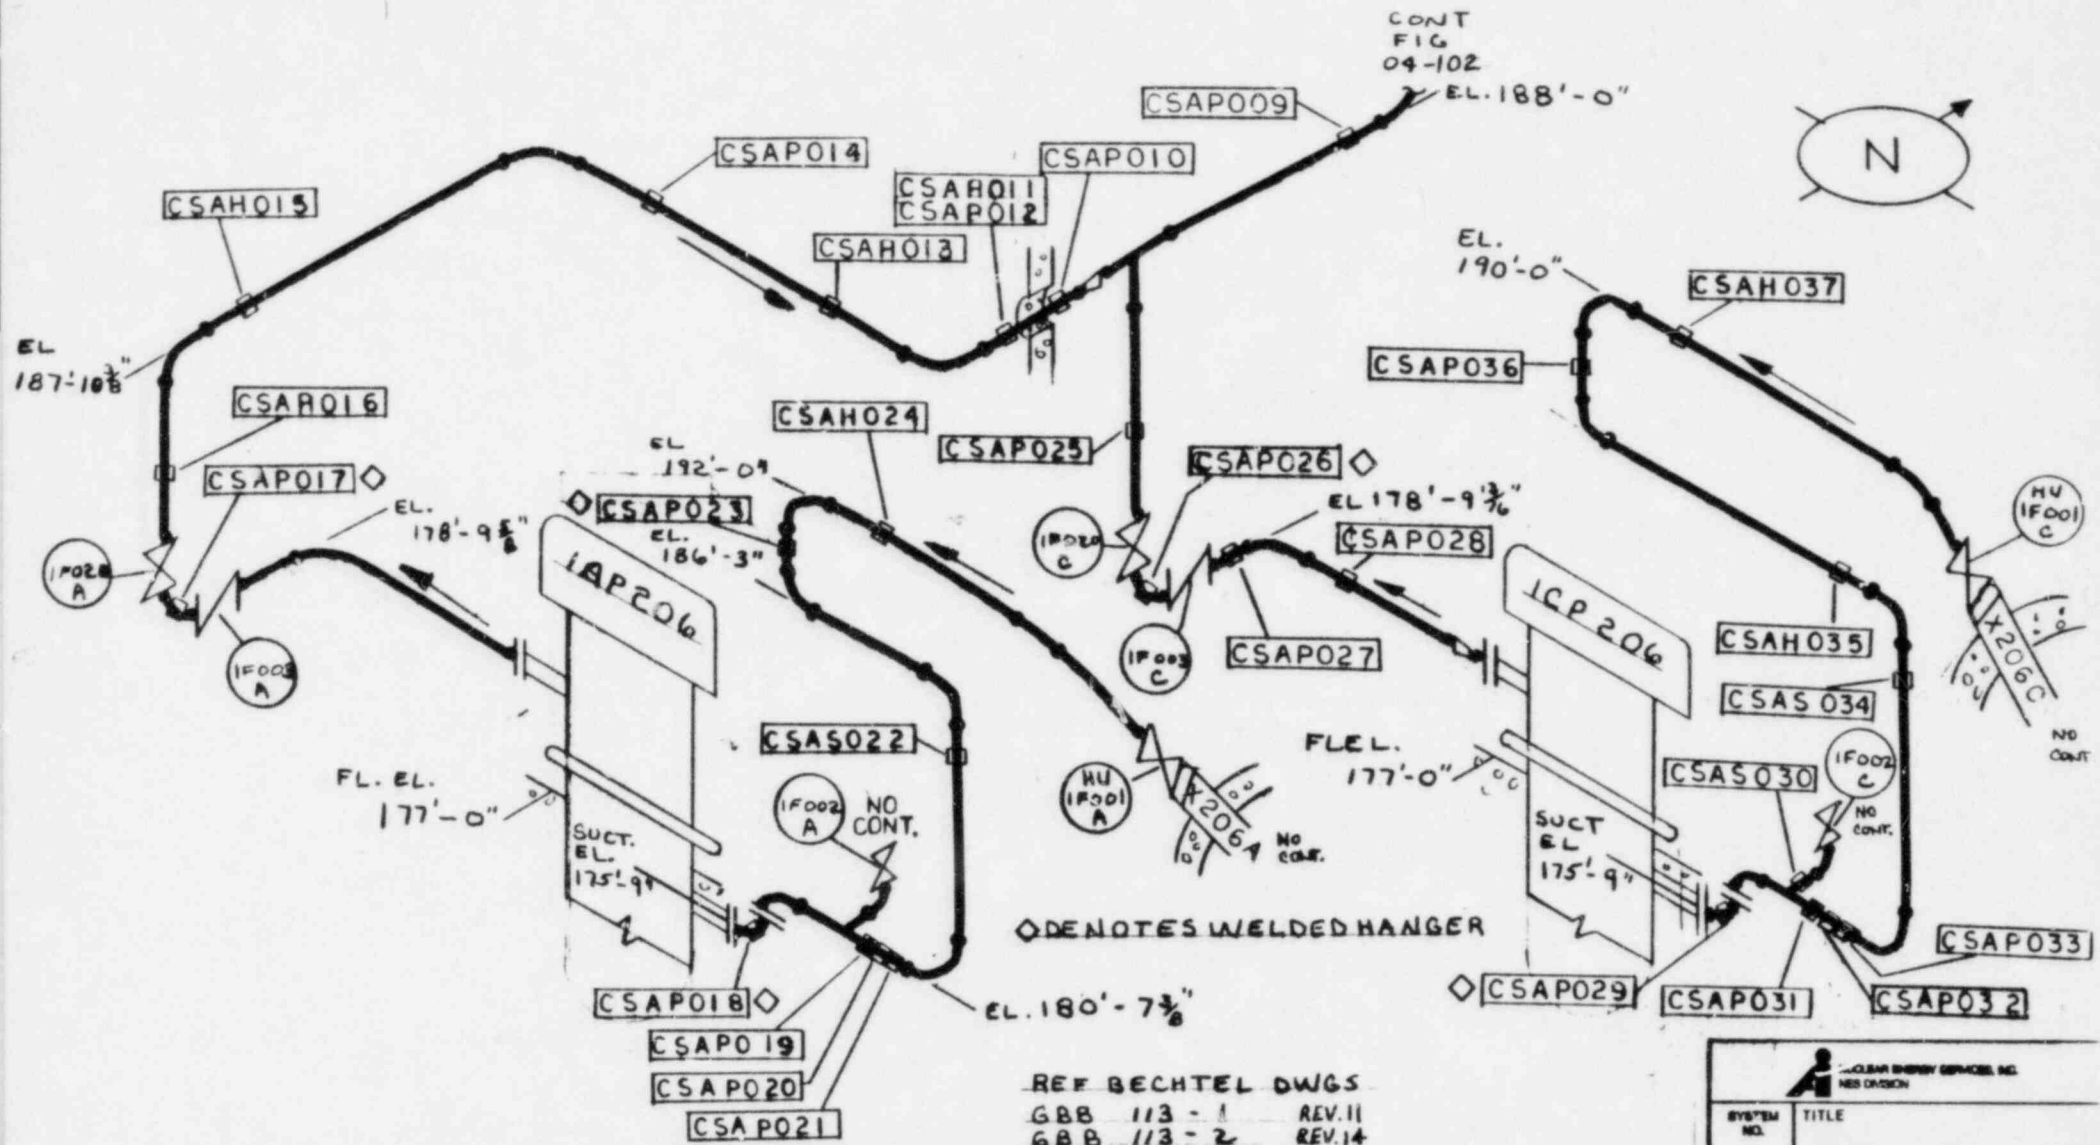 CONT
FIG
04-102
EL. 188'-0"
CSAP009
N
CSAP014
CSAP010
CSAH011
CSAP012
CSAH015
CSAH013
EL.
190'-0"
CSAH037
EL
187'-10⅜"
CSAP036
CSAH016
CSAH024
CSAP025
CSAP026 ◇
EL
192'-0"
CSAP017 ◇
EL.
178'-9⅝"
◇ CSAP023
EL.
186'-3"
EL 178'-9 3/16"
CSAP028
HV
1F001
C
1F020
A
1F020
C
1AP206
1CP206
1F003
A
1F003
C
CSAP027
CSAH035
X206C
CSAS034
NO
CONT
CSAS022
FL EL.
177'-0"
FL. EL.
177'-0"
HV
1F001
A
X206A
NO
CONT.
CSAS030
1F002
C
NO
CONT.
1F002
A
NO
CONT.
SUCT.
EL.
175'-9"
SUCT
EL
175'-9"
◇ DENOTES WELDED HANGER
CSAP033
CSAP018 ◇
◇ CSAP029
CSAP031
CSAP032
EL. 180'-7⅜"
CSAP019
CSAP020
CSAP021
REF BECHTEL DWGS
GBB 113-1 REV.11
GBB 113-2 REV.14
NUCLEAR ENERGY SERVICES, INC.
NES DIVISION
SYSTEM
NO.
TITLE